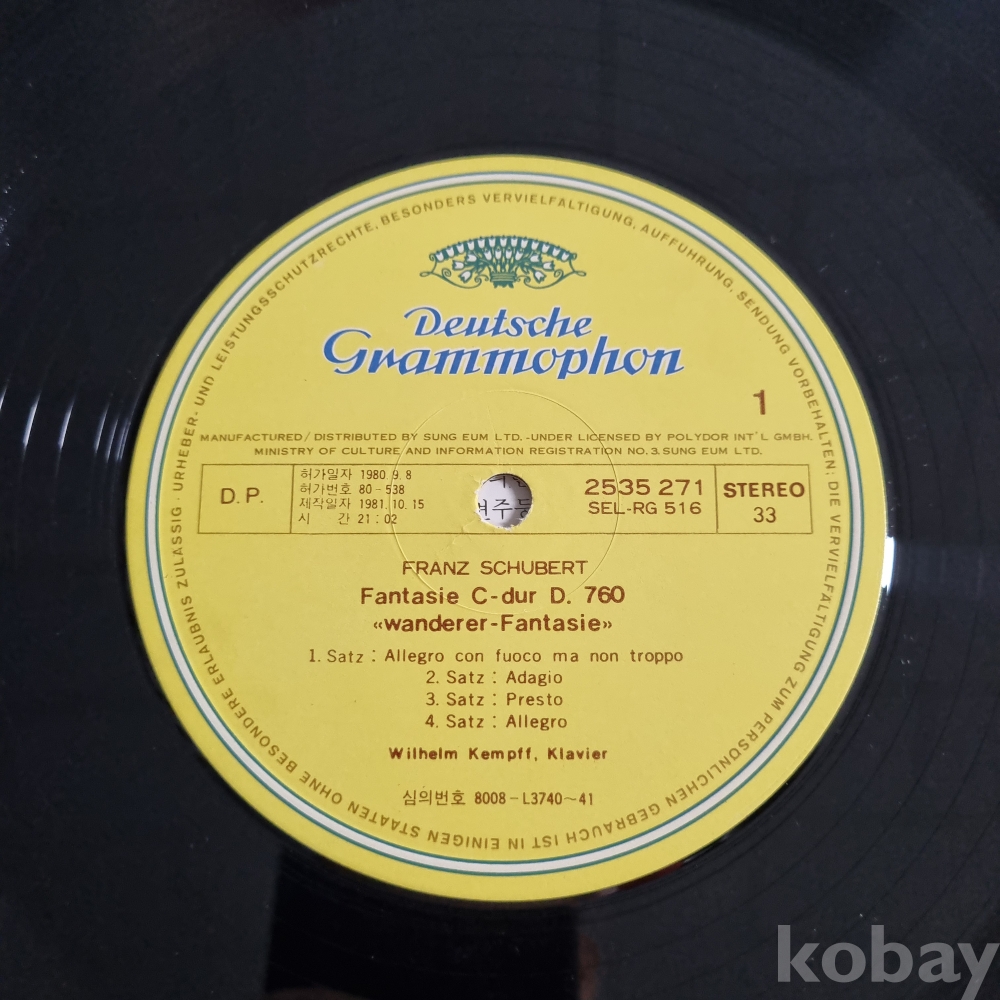 URHEBER- UND LEISTUNGSSCHUTZRECHTE, BESONDERS VERVIELFÄLTIGUNG, AUFFÜHRUNG, SENDUNG VORBEHALTEN; DIE VERVIELFÄLTIGUNG ZUM PERSÖNLICHEN GEBRAUCH IST IN EINIGEN STAATEN OHNE BESONDERE ERLAUBNIS ZULÄSSIG ·
Deutsche
Grammophon
1
MANUFACTURED/DISTRIBUTED BY SUNG EUM LTD.-UNDER LICENSED BY POLYDOR INT'L GMBH.
MINISTRY OF CULTURE AND INFORMATION REGISTRATION NO.3. SUNG EUM LTD.
D.P.
허가일자 1980.9.8
허가번호 80-538
제작일자 1981.10.15
시 간 21:02
현주
2535 271
SEL-RG 516
STEREO
33
FRANZ SCHUBERT
Fantasie C-dur D. 760
«wanderer-Fantasie»
1. Satz: Allegro con fuoco ma non troppo
2. Satz: Adagio
3. Satz: Presto
4. Satz: Allegro
Wilhelm Kempff, Klavier
심의번호 8008-L3740~41
kobay